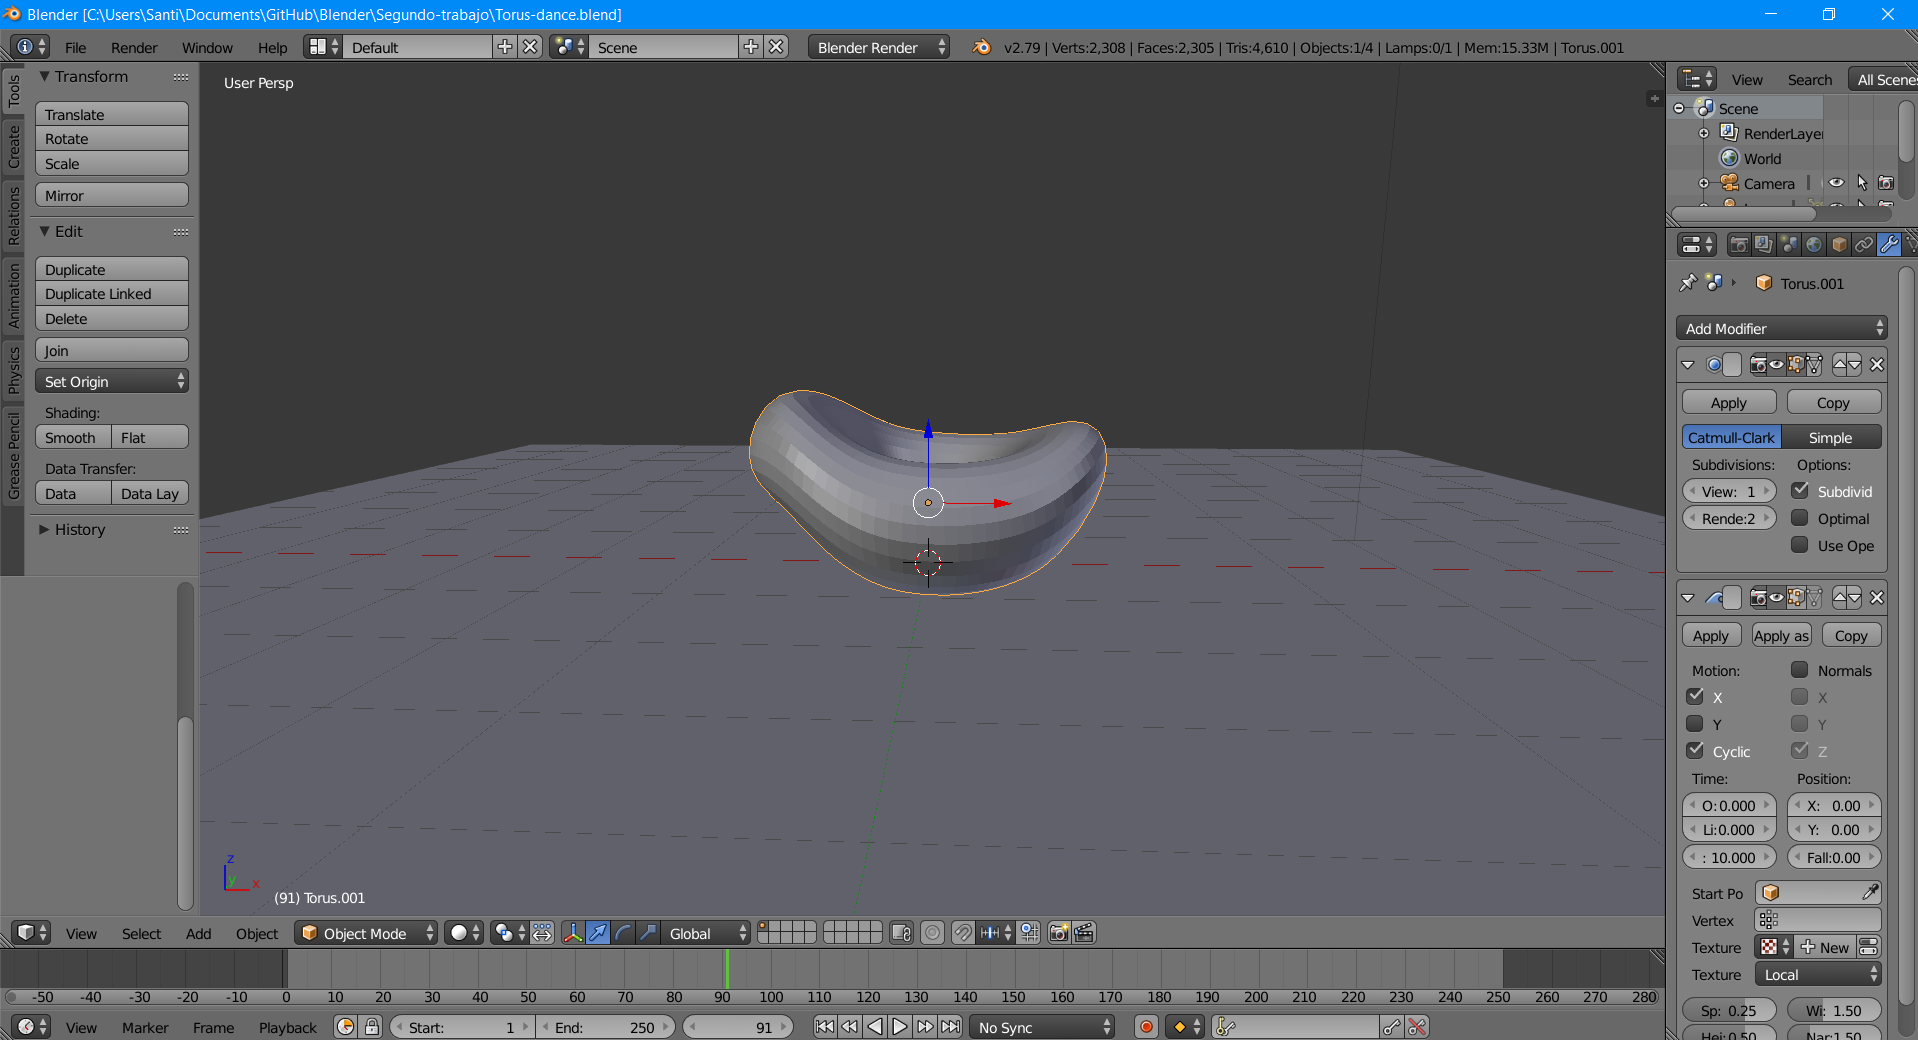 Blender [C:\Users\Santi\Documents\GitHub\Blender\Segundo-trabajo\Torus-dance.blend]
File Render Window Help Default Scene Blender Render v2.79 | Verts:2,308 | Faces:2,305 | Tris:4,610 | Objects:1/4 | Lamps:0/1 | Mem:15.33M | Torus.001
Tools
Create
Relations
Animation
Physics
Grease Pencil
Transform
Translate
Rotate
Scale
Mirror
Edit
Duplicate
Duplicate Linked
Delete
Join
Set Origin
Shading:
Smooth Flat
Data Transfer:
Data Data Lay
History
User Persp
z
y
x
(91) Torus.001
View Search All Scene
Scene
RenderLaye
World
Camera
Torus.001
Add Modifier
Apply Copy
Catmull-Clark Simple
Subdivisions: Options:
View: 1 Subdivid
Rende:2 Optimal
Use Ope
Apply Apply as Copy
Motion: Normals
X X
Y Y
Cyclic Z
Time: Position:
O:0.000 X: 0.00
Li:0.000 Y: 0.00
: 10.000 Fall:0.00
Start Po
Vertex
Texture New
Texture Local
Sp: 0.25 Wi: 1.50
Hei:0.50 Nar:1.50
View Select Add Object Object Mode Global
-50 -40 -30 -20 -10 0 10 20 30 40 50 60 70 80 90 100 110 120 130 140 150 160 170 180 190 200 210 220 230 240 250 260 270 280
View Marker Frame Playback Start: 1 End: 250 91 No Sync